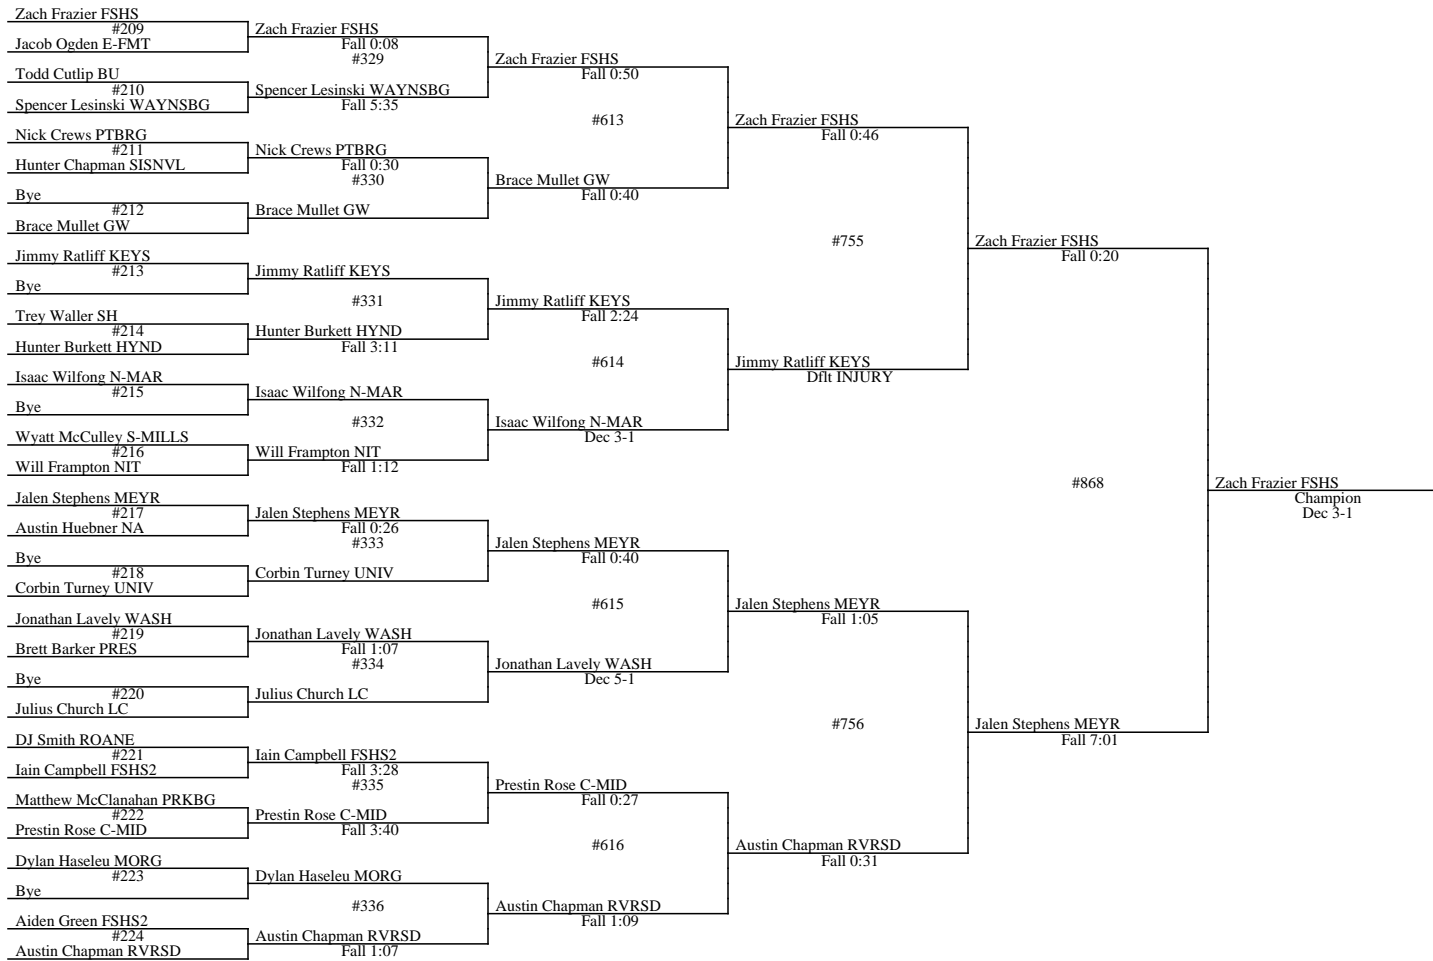 Zach Frazier FSHS
#209
Jacob Ogden E-FMT
Todd Cutlip BU
#210
Spencer Lesinski WAYNSBG
Nick Crews PTBRG
#211
Hunter Chapman SISNVL
Bye
#212
Brace Mullet GW
Jimmy Ratliff KEYS
#213
Bye
Trey Waller SH
#214
Hunter Burkett HYND
Isaac Wilfong N-MAR
#215
Bye
Wyatt McCulley S-MILLS
#216
Will Frampton NIT
Jalen Stephens MEYR
#217
Austin Huebner NA
Bye
#218
Corbin Turney UNIV
Jonathan Lavely WASH
#219
Brett Barker PRES
Bye
#220
Julius Church LC
DJ Smith ROANE
#221
Iain Campbell FSHS2
Matthew McClanahan PRKBG
#222
Prestin Rose C-MID
Dylan Haseleu MORG
#223
Bye
Aiden Green FSHS2
#224
Austin Chapman RVRSD
Zach Frazier FSHS
Fall 0:08
#329
Spencer Lesinski WAYNSBG
Fall 5:35
Nick Crews PTBRG
Fall 0:30
#330
Brace Mullet GW
Jimmy Ratliff KEYS
#331
Hunter Burkett HYND
Fall 3:11
Isaac Wilfong N-MAR
#332
Will Frampton NIT
Fall 1:12
Jalen Stephens MEYR
Fall 0:26
#333
Corbin Turney UNIV
Jonathan Lavely WASH
Fall 1:07
#334
Julius Church LC
Iain Campbell FSHS2
Fall 3:28
#335
Prestin Rose C-MID
Fall 3:40
Dylan Haseleu MORG
#336
Austin Chapman RVRSD
Fall 1:07
Zach Frazier FSHS
Fall 0:50
#613
Brace Mullet GW
Fall 0:40
Jimmy Ratliff KEYS
Fall 2:24
#614
Isaac Wilfong N-MAR
Dec 3-1
Jalen Stephens MEYR
Fall 0:40
#615
Jonathan Lavely WASH
Dec 5-1
Prestin Rose C-MID
Fall 0:27
#616
Austin Chapman RVRSD
Fall 1:09
Zach Frazier FSHS
Fall 0:46
#755
Jimmy Ratliff KEYS
Dflt INJURY
Jalen Stephens MEYR
Fall 1:05
#756
Austin Chapman RVRSD
Fall 0:31
Zach Frazier FSHS
Fall 0:20
#868
Jalen Stephens MEYR
Fall 7:01
Zach Frazier FSHS
Champion
Dec 3-1